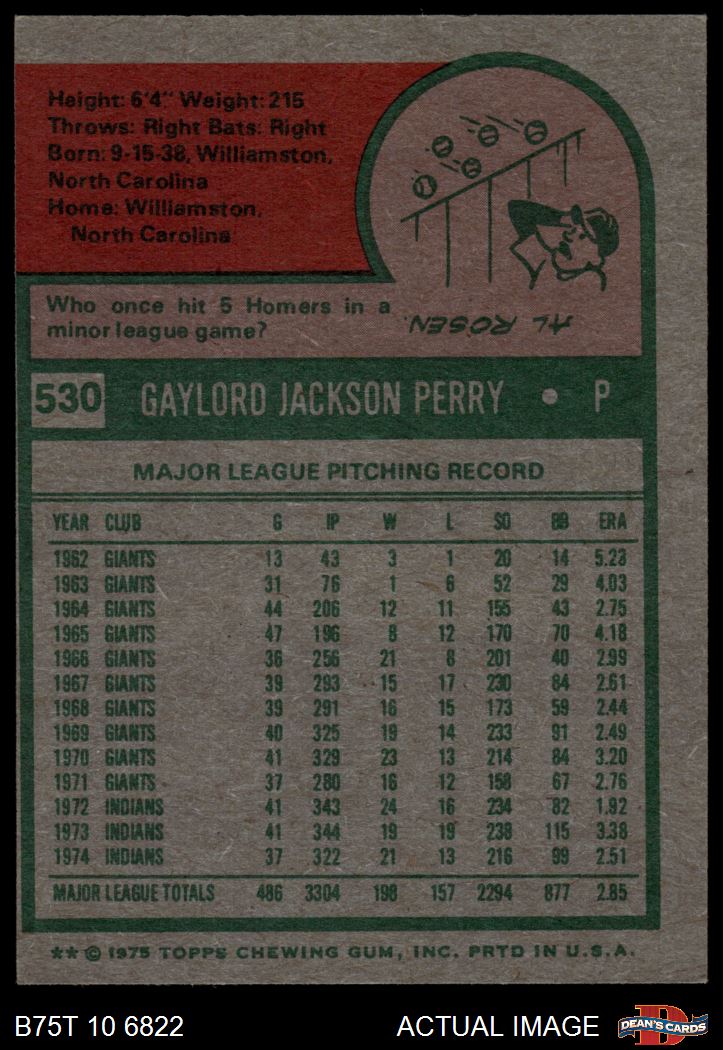 Height: 6'4" Weight: 215
Throws: Right Bats: Right
Born: 9-15-38, Williamston,
North Carolina
Home: Williamston,
North Carolina
Who once hit 5 Homers in a
minor league game?
AL ROSEN.
530 GAYLORD JACKSON PERRY • P
MAJOR LEAGUE PITCHING RECORD
YEAR CLUB G IP W L SO BB ERA
1962 GIANTS 13 43 3 1 20 14 5.23
1963 GIANTS 31 76 1 6 52 29 4.03
1964 GIANTS 44 206 12 11 155 43 2.75
1965 GIANTS 47 196 8 12 170 70 4.18
1966 GIANTS 36 256 21 8 201 40 2.99
1967 GIANTS 39 293 15 17 230 84 2.61
1968 GIANTS 39 291 16 15 173 59 2.44
1969 GIANTS 40 325 19 14 233 91 2.49
1970 GIANTS 41 329 23 13 214 84 3.20
1971 GIANTS 37 280 16 12 158 67 2.76
1972 INDIANS 41 343 24 16 234 82 1.92
1973 INDIANS 41 344 19 19 238 115 3.38
1974 INDIANS 37 322 21 13 216 99 2.51
MAJOR LEAGUE TOTALS 486 3304 198 157 2294 877 2.85
** © 1975 TOPPS CHEWING GUM, INC. PRTD IN U.S.A.
B75T 10 6822 ACTUAL IMAGE
DEAN'S CARDS